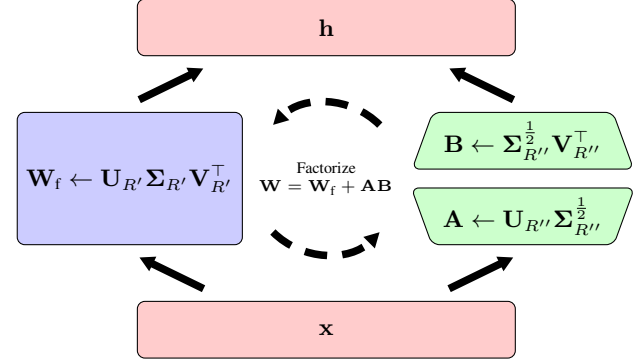 h
W_f ← U_{R′} Σ_{R′} V_{R′}^⊤
B ← Σ_{R′′}^{1/2} V_{R′′}^⊤
Factorize
W = W_f + AB
A ← U_{R′′} Σ_{R′′}^{1/2}
x